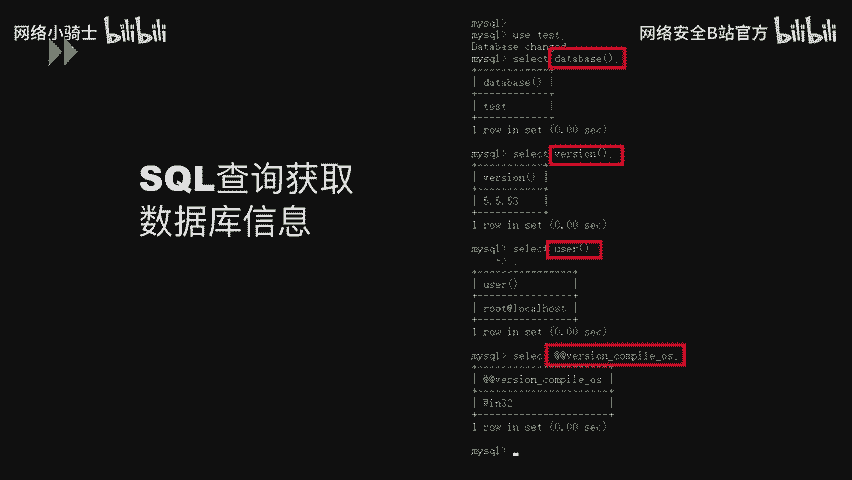 网络小骑士 bilibili
网络安全B站官方 bilibili
SQL查询获取
数据库信息
mysql>
mysql> use test;
Database changed
mysql> select database();
| database() |
| test |
1 row in set (0.00 sec)
mysql> select version();
| version() |
| 5.5.53 |
1 row in set (0.00 sec)
mysql> select user()
| user() |
| root@localhost |
1 row in set (0.00 sec)
mysql> select @@version_compile_os;
| @@version_compile_os |
| Win32 |
1 row in set (0.00 sec)
mysql>